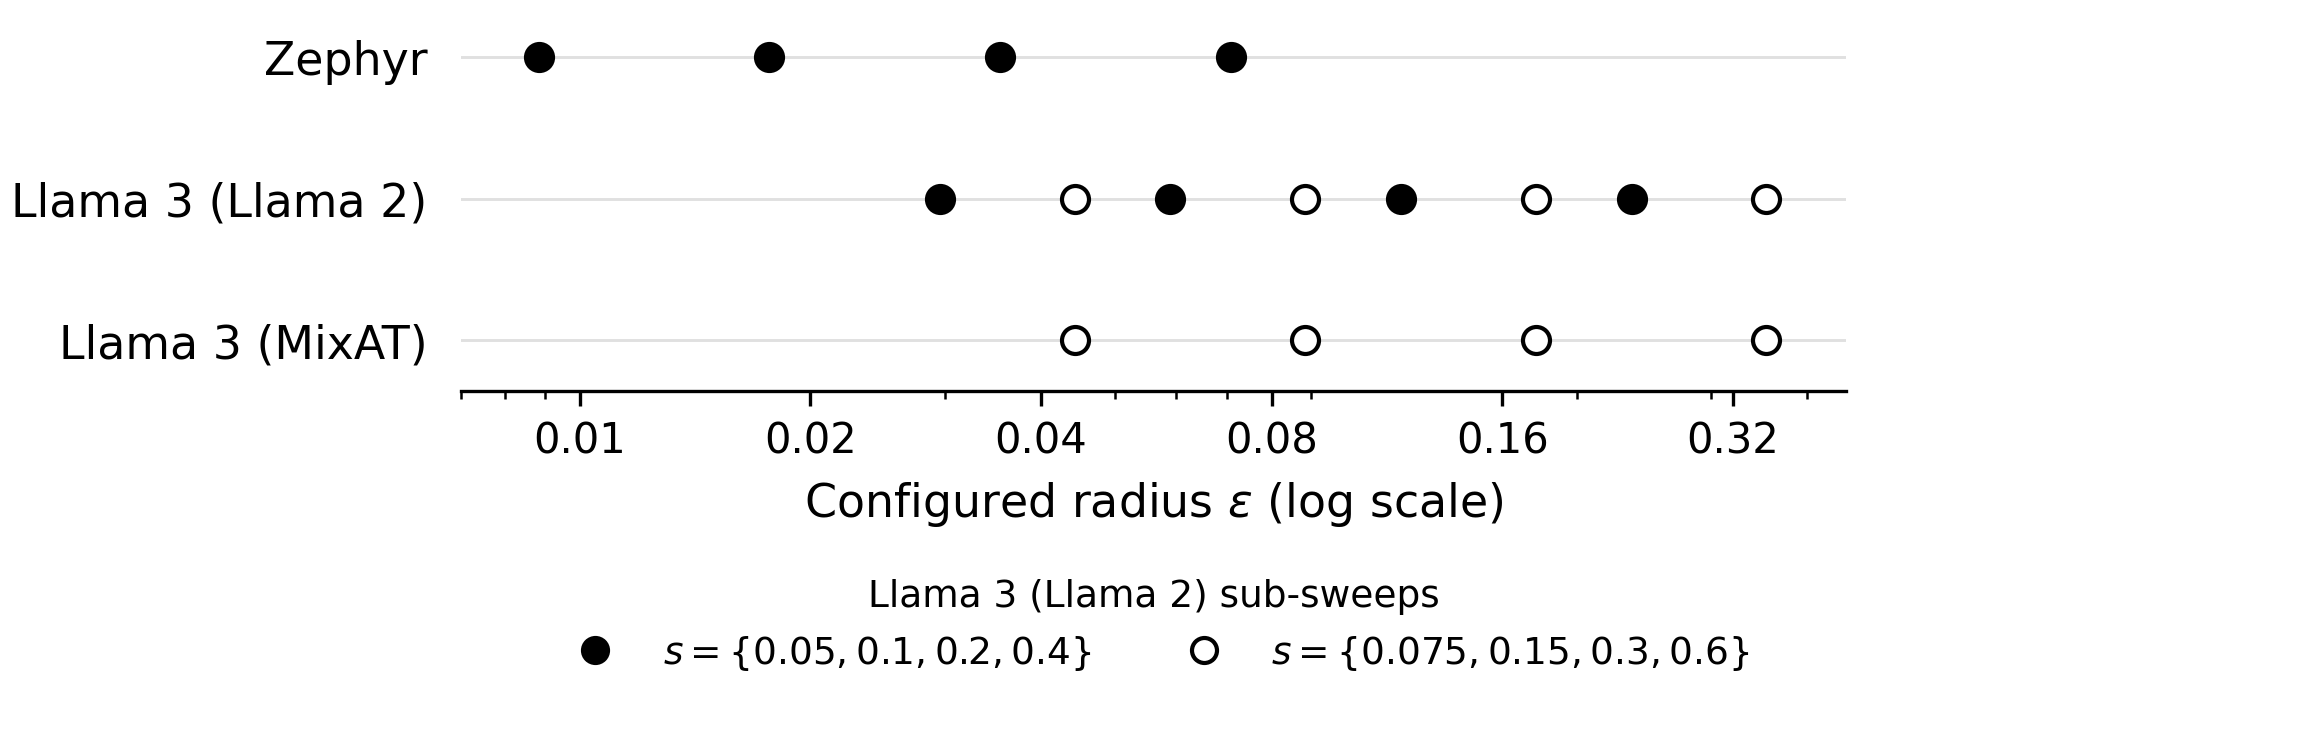 Zephyr
Llama 3 (Llama 2)
Llama 3 (MixAT)
0.01 0.02 0.04 0.08 0.16 0.32
Configured radius ε (log scale)
Llama 3 (Llama 2) sub-sweeps
s = {0.05, 0.1, 0.2, 0.4} s = {0.075, 0.15, 0.3, 0.6}